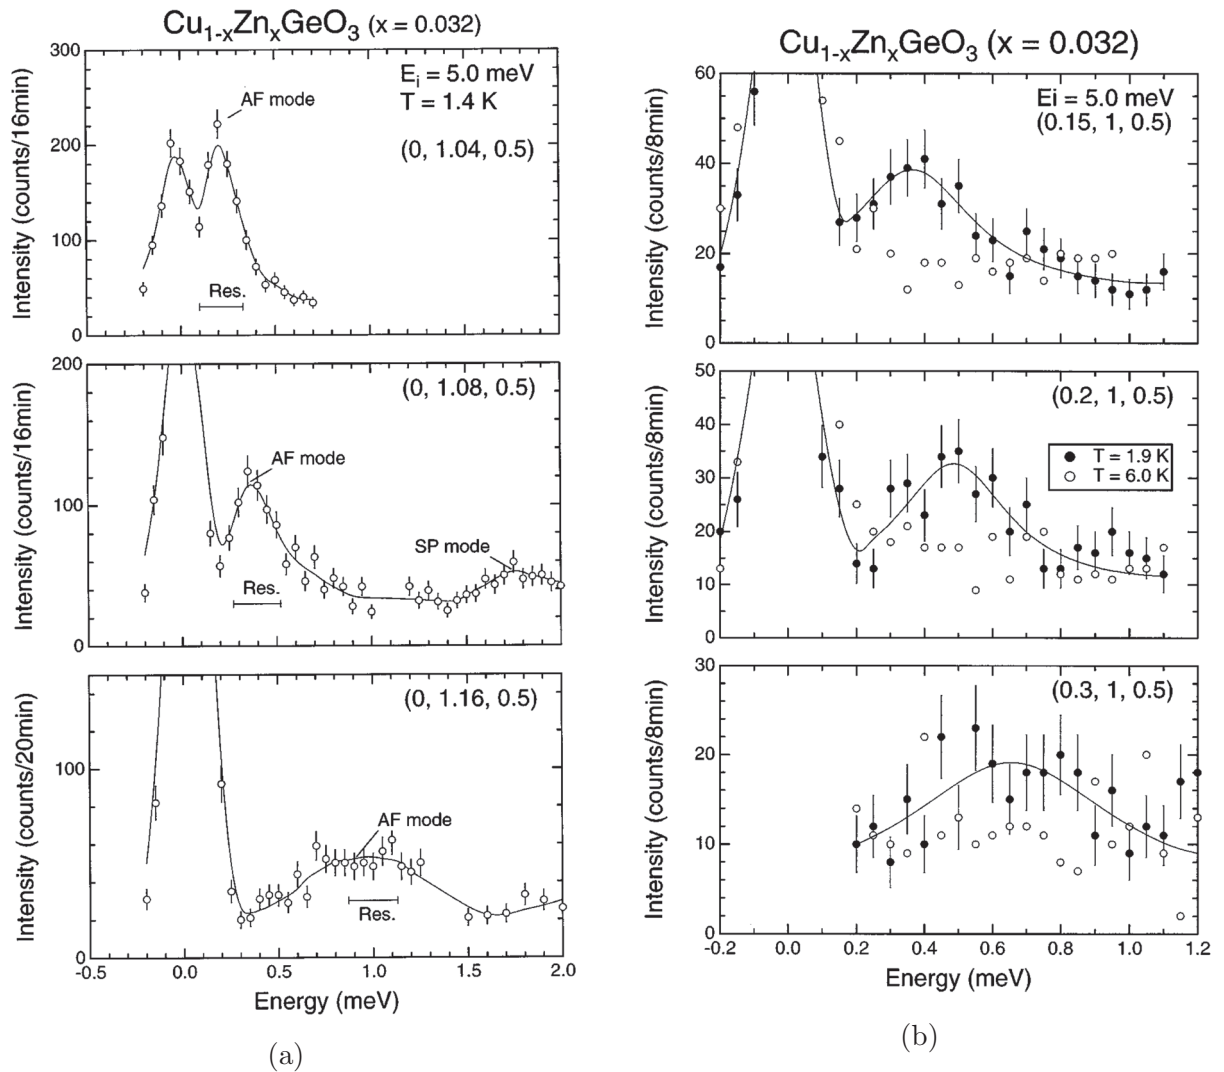 Cu1-xZnxGeO3 (x = 0.032)
300
200
100
0
Intensity (counts/16min)
Ei = 5.0 meV
T = 1.4 K
(0, 1.04, 0.5)
AF mode
Res.
200
100
0
Intensity (counts/16min)
(0, 1.08, 0.5)
AF mode
SP mode
Res.
100
0
Intensity (counts/20min)
(0, 1.16, 0.5)
AF mode
Res.
-0.5 0.0 0.5 1.0 1.5 2.0
Energy (meV)
(a)
Cu1-xZnxGeO3 (x = 0.032)
60
40
20
0
Intensity (counts/8min)
Ei = 5.0 meV
(0.15, 1, 0.5)
50
40
30
20
10
0
Intensity (counts/8min)
(0.2, 1, 0.5)
T = 1.9 K
T = 6.0 K
30
20
10
0
Intensity (counts/8min)
(0.3, 1, 0.5)
-0.2 0.0 0.2 0.4 0.6 0.8 1.0 1.2
Energy (meV)
(b)